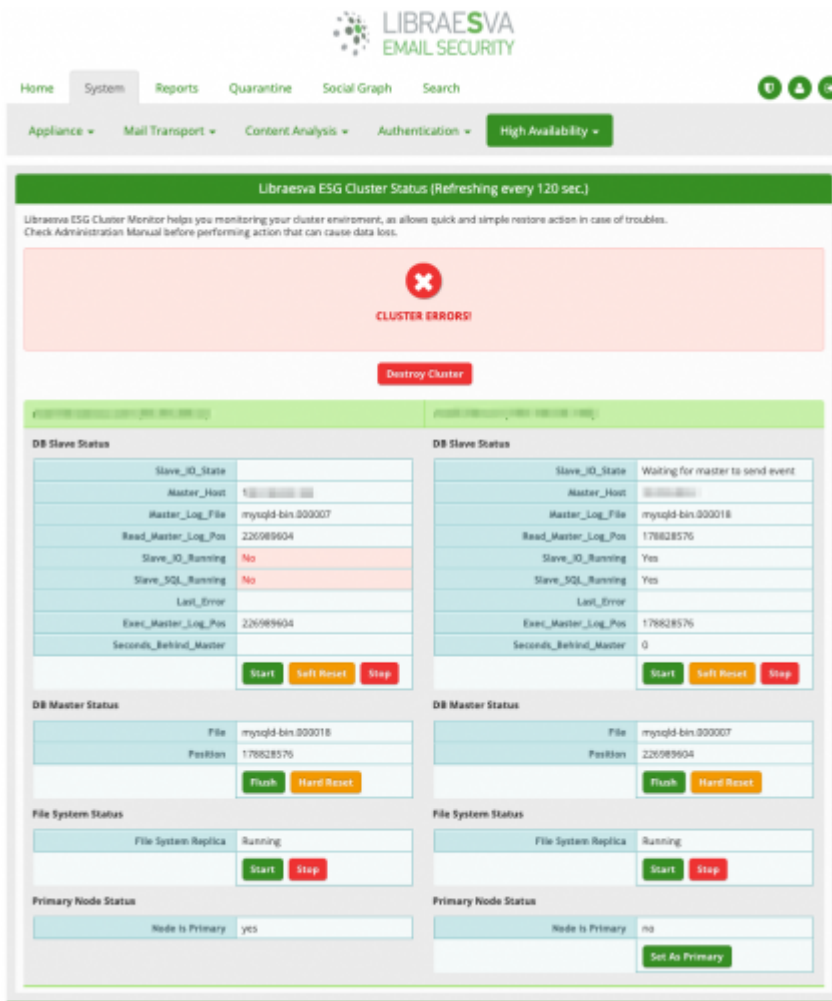 LIBRAESVA
EMAIL SECURITY
Home System Reports Quarantine Social Graph Search
Appliance Mail Transport Content Analysis Authentication High Availability
Libraesva ESG Cluster Status (Refreshing every 120 sec.)
Libraesva ESG Cluster Monitor helps you monitoring your cluster enviroment, as allows quick and simple restore action in case of troubles.
Check Administration Manual before performing action that can cause data loss.
CLUSTER ERRORS!
Destroy Cluster
DB Slave Status
Slave_IO_State
Master_Host
Master_Log_File mysqld-bin.000007
Read_Master_Log_Pos 226989604
Slave_IO_Running No
Slave_SQL_Running No
Last_Error
Exec_Master_Log_Pos 226989604
Seconds_Behind_Master
Start Soft Reset Stop
DB Master Status
File mysqld-bin.000018
Position 178828576
Flush Hard Reset
File System Status
File System Replica Running
Start Stop
Primary Node Status
Node is Primary yes
DB Slave Status
Slave_IO_State Waiting for master to send event
Master_Host
Master_Log_File mysqld-bin.000018
Read_Master_Log_Pos 178828576
Slave_IO_Running Yes
Slave_SQL_Running Yes
Last_Error
Exec_Master_Log_Pos 178828576
Seconds_Behind_Master 0
Start Soft Reset Stop
DB Master Status
File mysqld-bin.000007
Position 226989604
Flush Hard Reset
File System Status
File System Replica Running
Start Stop
Primary Node Status
Node is Primary no
Set As Primary